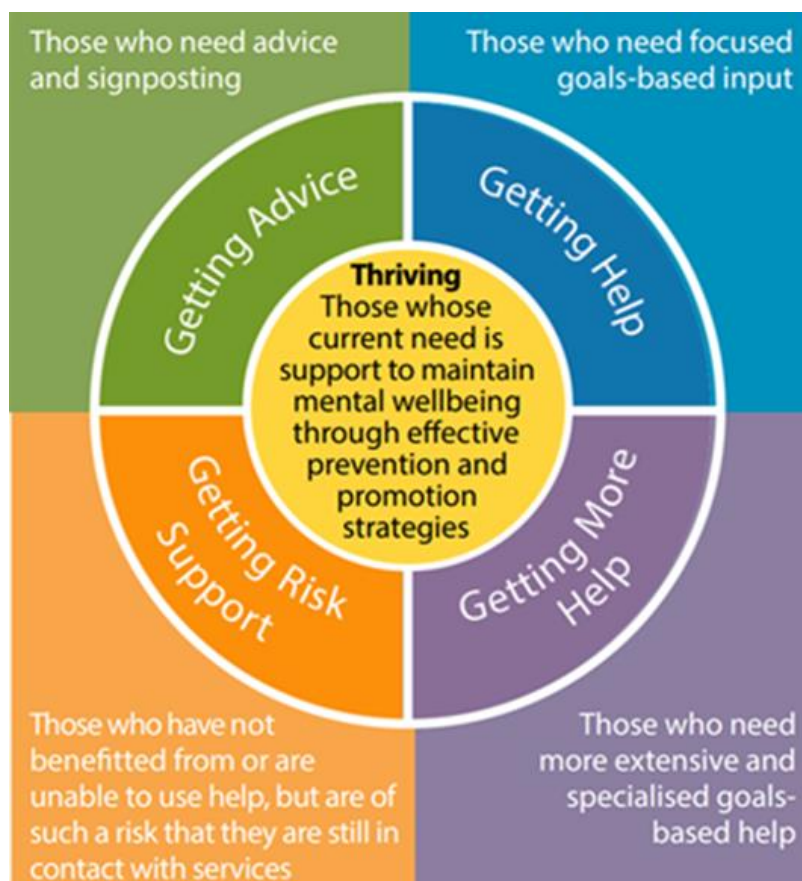 Those who need advice
and signposting
Those who need focused
goals-based input
Getting Advice
Getting Help
Thriving
Those whose
current need is
support to maintain
mental wellbeing
through effective
prevention and
promotion
strategies
Getting Risk
Support
Getting More
Help
Those who have not
benefitted from or are
unable to use help, but are of
such a risk that they are still in
contact with services
Those who need
more extensive and
specialised goals-
based help